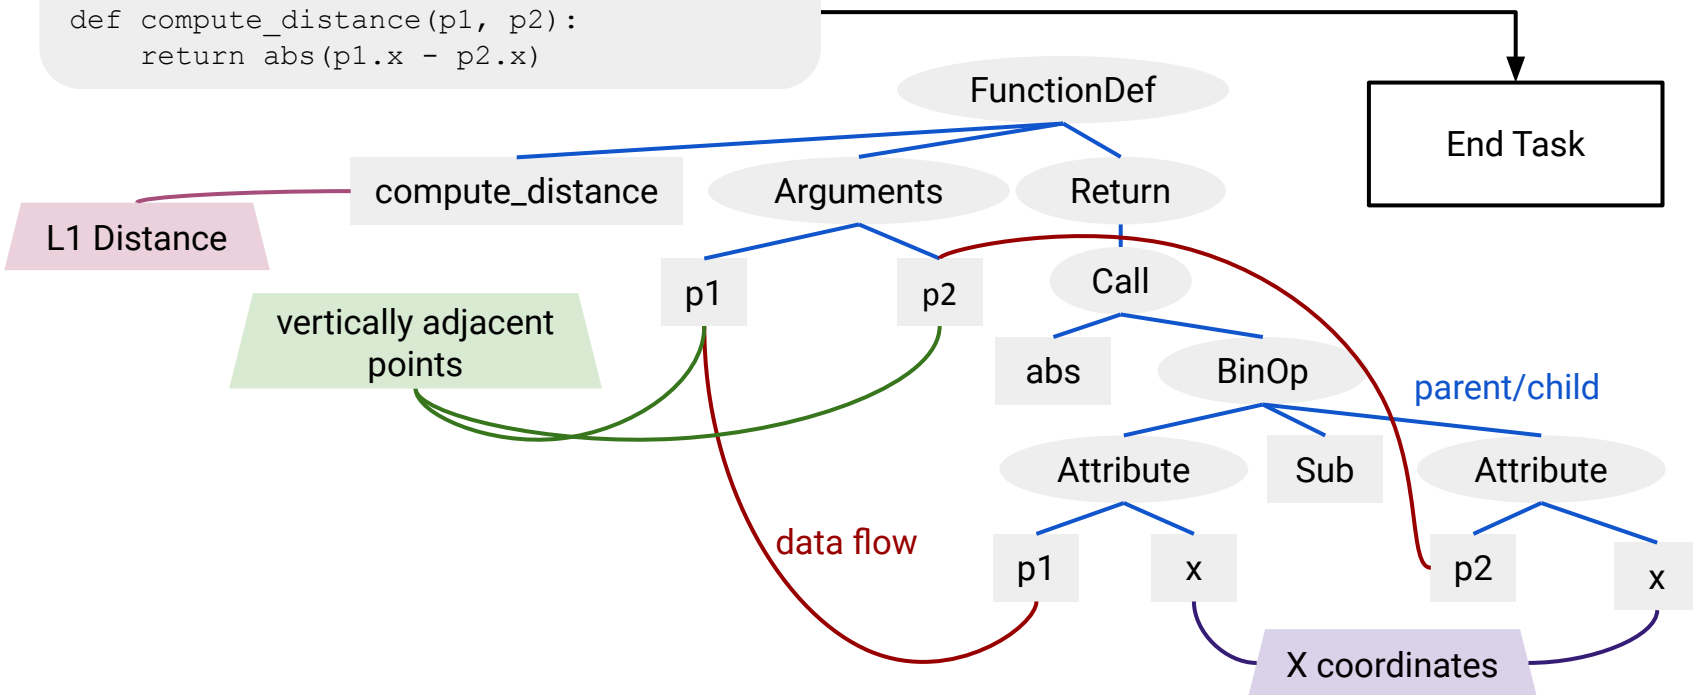 def compute_distance(p1, p2):
return abs(p1.x - p2.x)
FunctionDef
End Task
compute_distance
Arguments
Return
L1 Distance
p1
p2
Call
vertically adjacent
points
abs
BinOp
parent/child
Attribute
Sub
Attribute
data flow
p1
x
p2
x
X coordinates